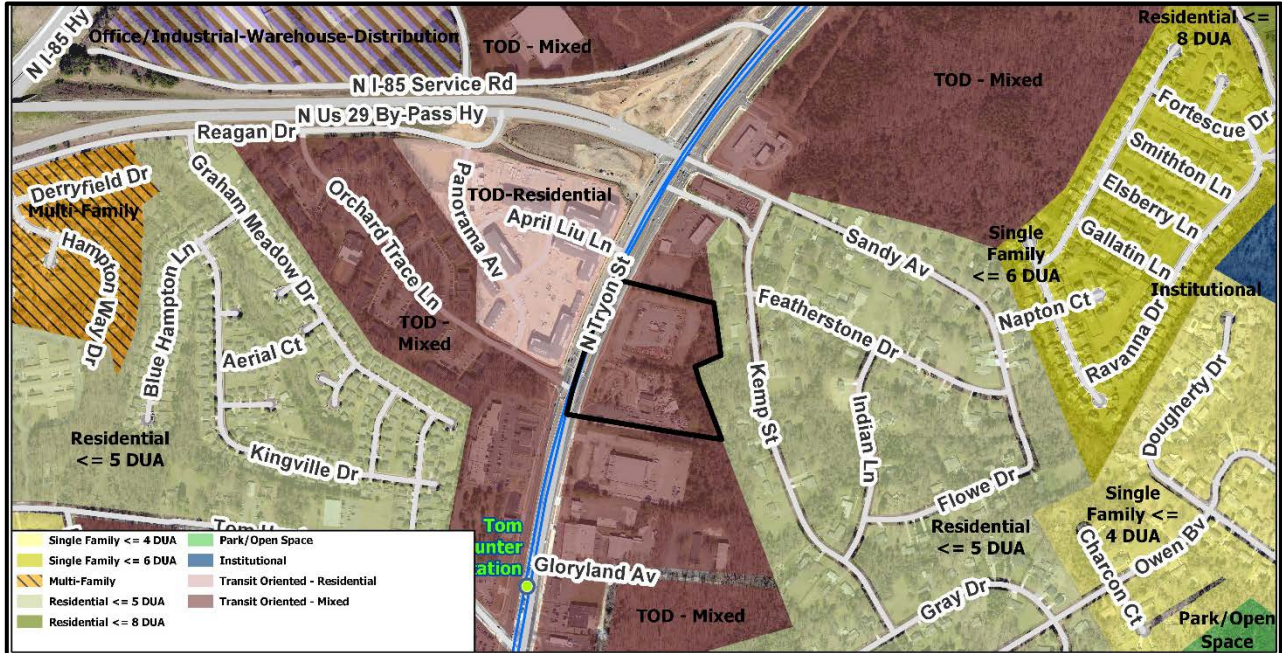 N I-85 Hy
Office/Industrial-Warehouse-Distribution
TOD - Mixed
Residential <=
8 DUA
N I-85 Service Rd
TOD - Mixed
N Us 29 By-Pass Hy
Reagan Dr
Fortescue Dr
Smithton Ln
Elsberry Ln
Gallatin Ln
Derryfield Dr
Multi-Family
Hampton Way Dr
Graham Meadow Dr
Blue Hampton Ln
Orchard Trace Ln
Panorama Av
TOD-Residential
April Liu Ln
N Tryon St
Sandy Av
Single
Family
<= 6 DUA
Institutional
Napton Ct
Ravanna Dr
Featherstone Dr
Aerial Ct
TOD -
Mixed
Kemp St
Indian Ln
Dougherty Dr
Residential
<= 5 DUA
Kingville Dr
Flowe Dr
Single
Family <=
4 DUA
Residential
<= 5 DUA
Owen Bv
Charcon Ct
Tom
Tom
unter
tation
Gloryland Av
TOD - Mixed
Gray Dr
Park/Open
Space
Single Family <= 4 DUA
Single Family <= 6 DUA
Multi-Family
Residential <= 5 DUA
Residential <= 8 DUA
Park/Open Space
Institutional
Transit Oriented - Residential
Transit Oriented - Mixed